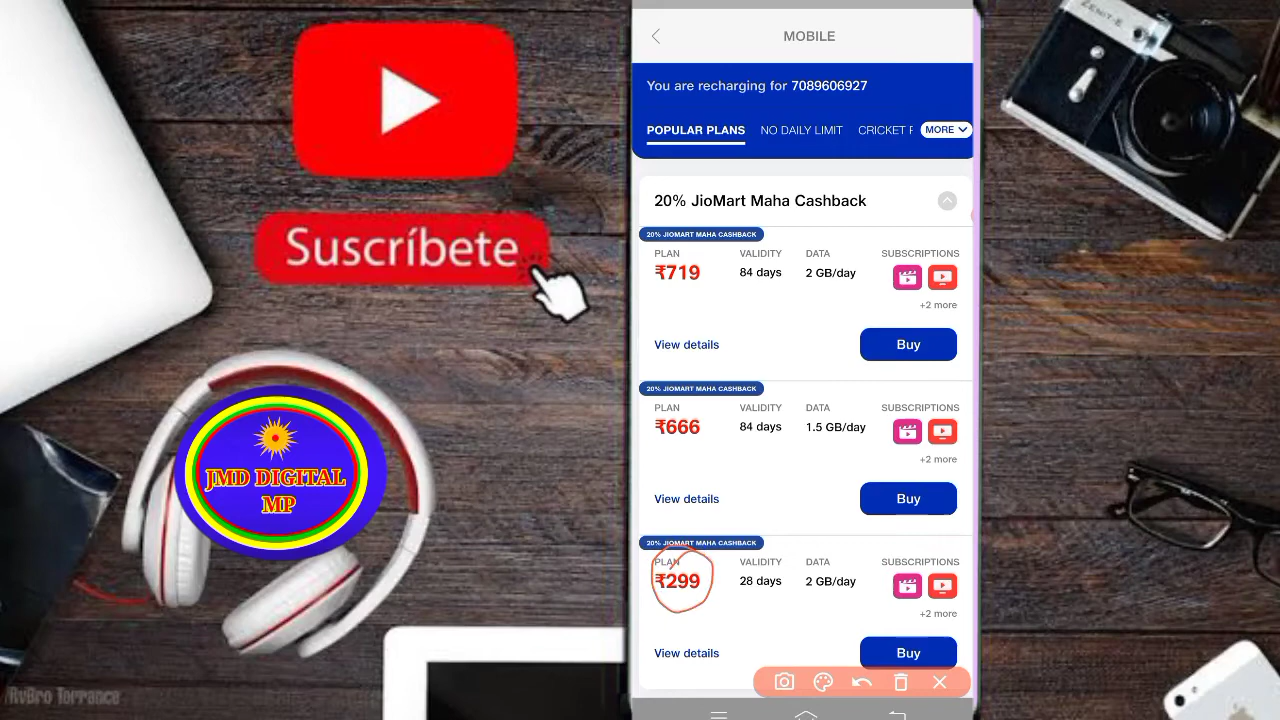 Suscríbete
JMD DIGITAL
MP
RvBro Torrance
ZENIT-E
MOBILE
You are recharging for 7089606927
POPULAR PLANS NO DAILY LIMIT CRICKET MORE
20% JioMart Maha Cashback
20% JIOMART MAHA CASHBACK
PLAN VALIDITY DATA SUBSCRIPTIONS
₹719 84 days 2 GB/day
+2 more
View details Buy
20% JIOMART MAHA CASHBACK
PLAN VALIDITY DATA SUBSCRIPTIONS
₹666 84 days 1.5 GB/day
+2 more
View details Buy
20% JIOMART MAHA CASHBACK
PLAN VALIDITY DATA SUBSCRIPTIONS
₹299 28 days 2 GB/day
+2 more
View details Buy